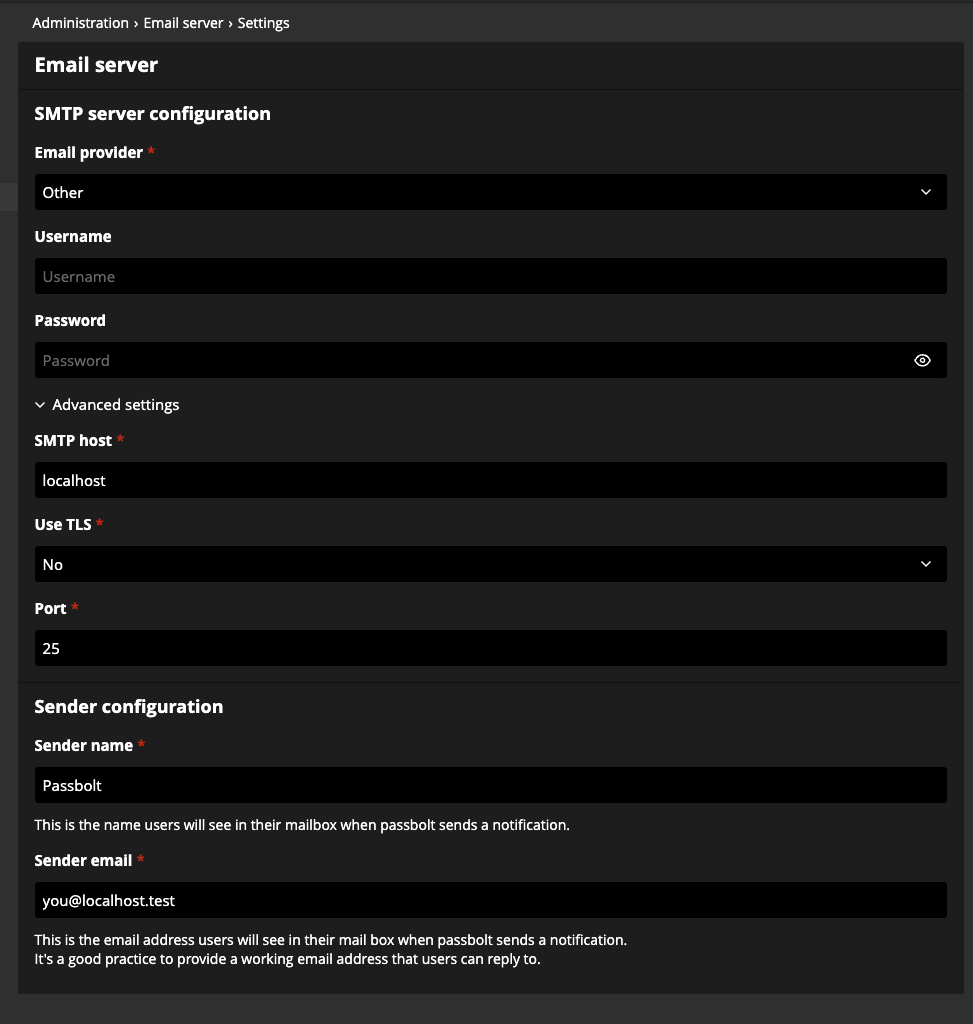 Administration › Email server › Settings
Email server
SMTP server configuration
Email provider *
Other
Username
Username
Password
Password
Advanced settings
SMTP host *
localhost
Use TLS *
No
Port *
25
Sender configuration
Sender name *
Passbolt
This is the name users will see in their mailbox when passbolt sends a notification.
Sender email *
you@localhost.test
This is the email address users will see in their mail box when passbolt sends a notification.
It's a good practice to provide a working email address that users can reply to.